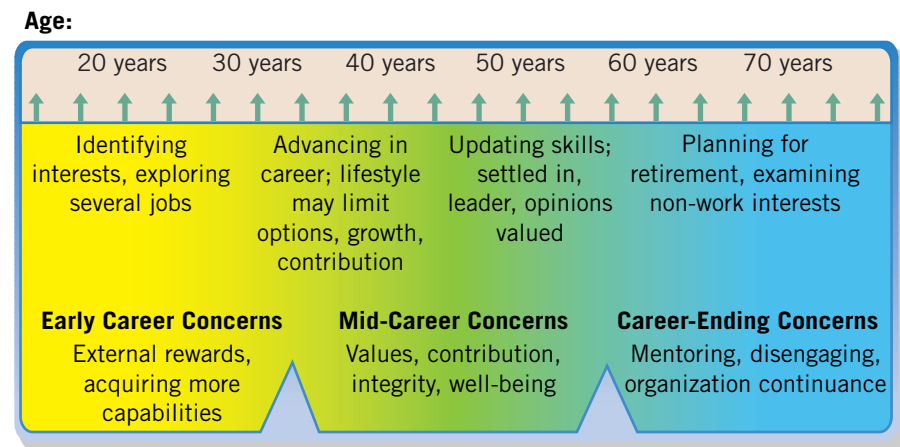 Age:
20 years 30 years 40 years 50 years 60 years 70 years
Identifying
interests, exploring
several jobs
Advancing in
career; lifestyle
may limit
options, growth,
contribution
Updating skills;
settled in,
leader, opinions
valued
Planning for
retirement, examining
non-work interests
Early Career Concerns
External rewards,
acquiring more
capabilities
Mid-Career Concerns
Values, contribution,
integrity, well-being
Career-Ending Concerns
Mentoring, disengaging,
organization continuance